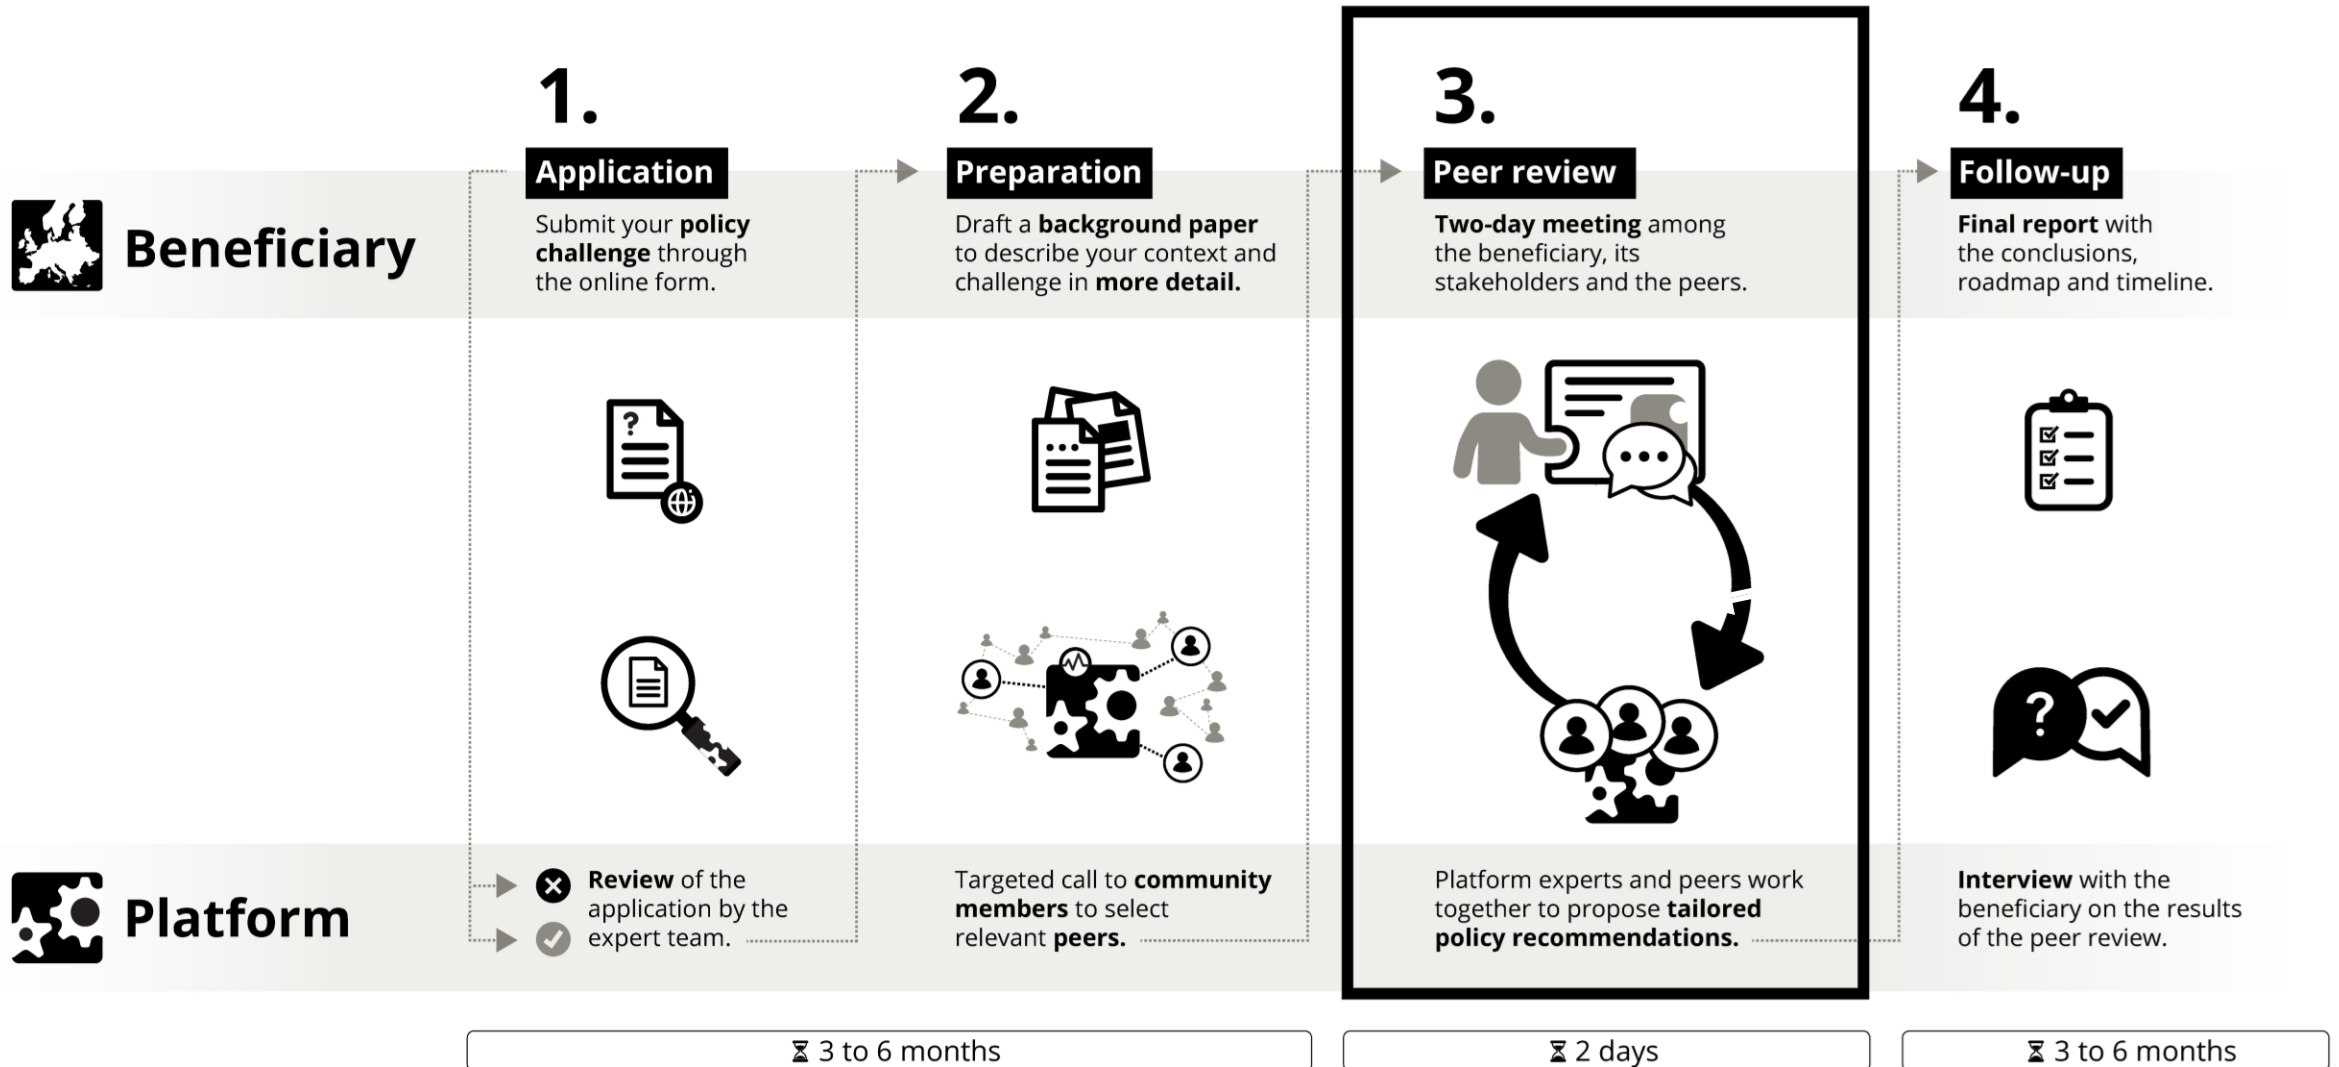 1.
Application
2.
Preparation
3.
Peer review
4.
Follow-up
Beneficiary
Submit your policy
challenge through
the online form.
Draft a background paper
to describe your context and
challenge in more detail.
Two-day meeting among
the beneficiary, its
stakeholders and the peers.
Final report with
the conclusions,
roadmap and timeline.
?
?
Platform
Review of the
application by the
expert team.
Targeted call to community
members to select
relevant peers.
Platform experts and peers work
together to propose tailored
policy recommendations.
Interview with the
beneficiary on the results
of the peer review.
3 to 6 months
2 days
3 to 6 months